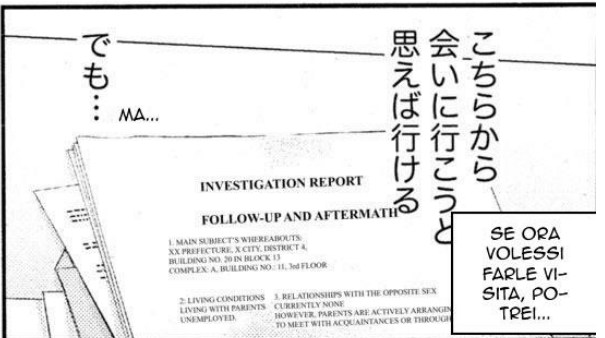 こちらから
会いに行こうと
思えば行ける
SE ORA
VOLESSI
FARLE VI-
SITA, PO-
TREI...
でも…
MA...
INVESTIGATION REPORT
FOLLOW-UP AND AFTERMATH
1. MAIN SUBJECT'S WHEREABOUTS:
XX PREFECTURE, X CITY, DISTRICT 4,
BUILDING NO. 20 IN BLOCK 13
COMPLEX: A, BUILDING NO.: 11, 3rd FLOOR
2: LIVING CONDITIONS
LIVING WITH PARENTS
UNEMPLOYED.
3. RELATIONSHIPS WITH THE OPPOSITE SEX
CURRENTLY NONE
HOWEVER, PARENTS ARE ACTIVELY ARRANGING
TO MEET WITH ACQUAINTANCES OR THROUGH